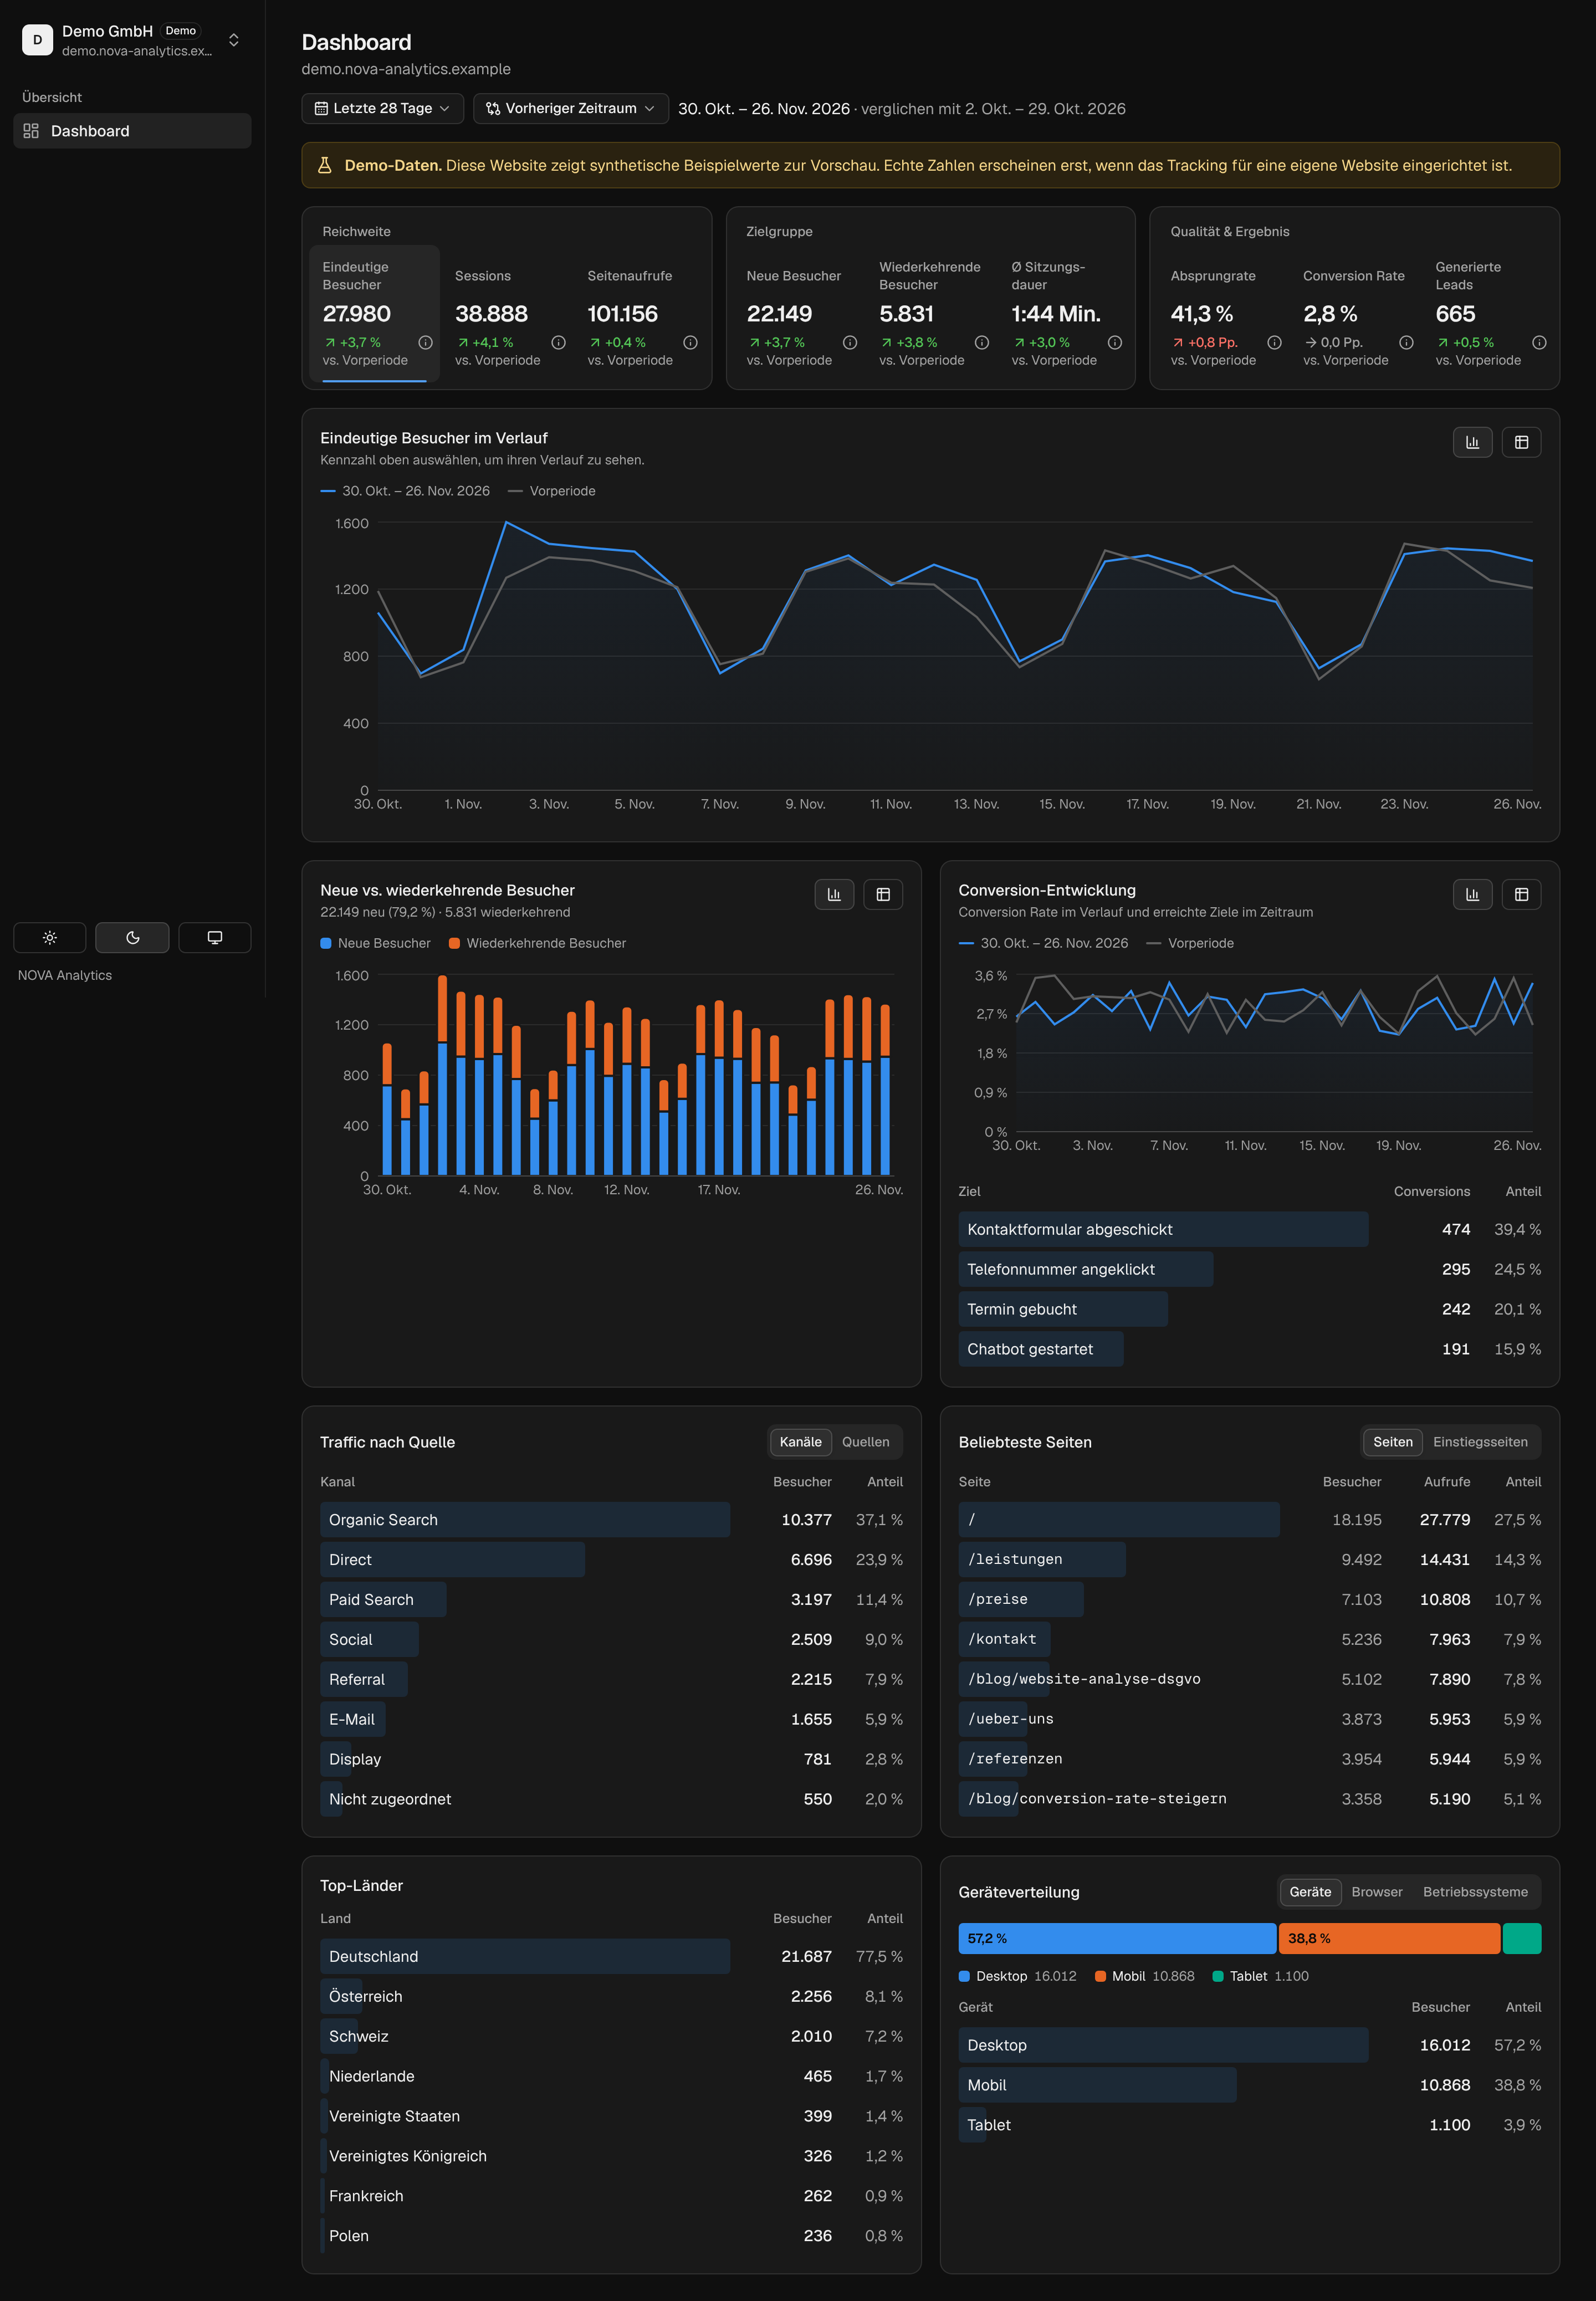 D
Demo GmbH Demo
demo.nova-analytics.ex...
Übersicht
Dashboard
NOVA Analytics
Dashboard
demo.nova-analytics.example
Letzte 28 Tage Vorheriger Zeitraum 30. Okt. – 26. Nov. 2026 · verglichen mit 2. Okt. – 29. Okt. 2026
Demo-Daten. Diese Website zeigt synthetische Beispielwerte zur Vorschau. Echte Zahlen erscheinen erst, wenn das Tracking für eine eigene Website eingerichtet ist.
Reichweite
Eindeutige
Besucher
27.980
+3,7 %
vs. Vorperiode
Sessions
38.888
+4,1 %
vs. Vorperiode
Seitenaufrufe
101.156
+0,4 %
vs. Vorperiode
Zielgruppe
Neue Besucher
22.149
+3,7 %
vs. Vorperiode
Wiederkehrende
Besucher
5.831
+3,8 %
vs. Vorperiode
Ø Sitzungs-
dauer
1:44 Min.
+3,0 %
vs. Vorperiode
Qualität & Ergebnis
Absprungrate
41,3 %
+0,8 Pp.
vs. Vorperiode
Conversion Rate
2,8 %
0,0 Pp.
vs. Vorperiode
Generierte
Leads
665
+0,5 %
vs. Vorperiode
Eindeutige Besucher im Verlauf
Kennzahl oben auswählen, um ihren Verlauf zu sehen.
30. Okt. – 26. Nov. 2026 Vorperiode
1.600
1.200
800
400
0
30. Okt. 1. Nov. 3. Nov. 5. Nov. 7. Nov. 9. Nov. 11. Nov. 13. Nov. 15. Nov. 17. Nov. 19. Nov. 21. Nov. 23. Nov. 26. Nov.
Neue vs. wiederkehrende Besucher
22.149 neu (79,2 %) · 5.831 wiederkehrend
Neue Besucher Wiederkehrende Besucher
1.600
1.200
800
400
0
30. Okt. 4. Nov. 8. Nov. 12. Nov. 17. Nov. 26. Nov.
Conversion-Entwicklung
Conversion Rate im Verlauf und erreichte Ziele im Zeitraum
30. Okt. – 26. Nov. 2026 Vorperiode
3,6 %
2,7 %
1,8 %
0,9 %
0 %
30. Okt. 3. Nov. 7. Nov. 11. Nov. 15. Nov. 19. Nov. 26. Nov.
Ziel Conversions Anteil
Kontaktformular abgeschickt 474 39,4 %
Telefonnummer angeklickt 295 24,5 %
Termin gebucht 242 20,1 %
Chatbot gestartet 191 15,9 %
Traffic nach Quelle Kanäle Quellen
Kanal Besucher Anteil
Organic Search 10.377 37,1 %
Direct 6.696 23,9 %
Paid Search 3.197 11,4 %
Social 2.509 9,0 %
Referral 2.215 7,9 %
E-Mail 1.655 5,9 %
Display 781 2,8 %
Nicht zugeordnet 550 2,0 %
Beliebteste Seiten Seiten Einstiegsseiten
Seite Besucher Aufrufe Anteil
/ 18.195 27.779 27,5 %
/leistungen 9.492 14.431 14,3 %
/preise 7.103 10.808 10,7 %
/kontakt 5.236 7.963 7,9 %
/blog/website-analyse-dsgvo 5.102 7.890 7,8 %
/ueber-uns 3.873 5.953 5,9 %
/referenzen 3.954 5.944 5,9 %
/blog/conversion-rate-steigern 3.358 5.190 5,1 %
Top-Länder
Land Besucher Anteil
Deutschland 21.687 77,5 %
Österreich 2.256 8,1 %
Schweiz 2.010 7,2 %
Niederlande 465 1,7 %
Vereinigte Staaten 399 1,4 %
Vereinigtes Königreich 326 1,2 %
Frankreich 262 0,9 %
Polen 236 0,8 %
Geräteverteilung Geräte Browser Betriebssysteme
57,2 % 38,8 %
Desktop 16.012 Mobil 10.868 Tablet 1.100
Gerät Besucher Anteil
Desktop 16.012 57,2 %
Mobil 10.868 38,8 %
Tablet 1.100 3,9 %